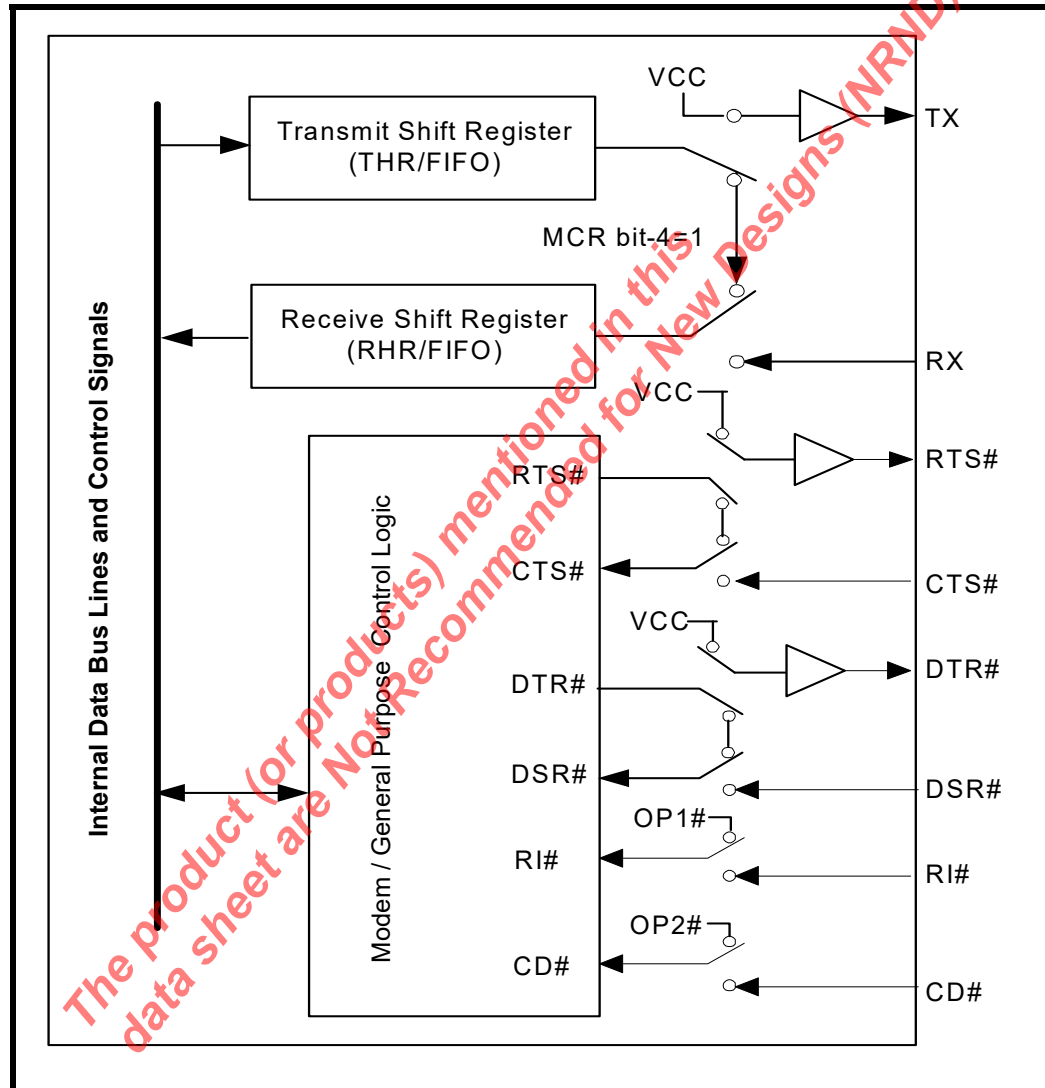 VCC
TX
Transmit Shift Register
(THR/FIFO)
MCR bit-4=1
Receive Shift Register
(RHR/FIFO)
RX
VCC
RTS#
RTS#
CTS#
CTS#
VCC
DTR#
DTR#
DSR#
DSR#
OP1#
RI#
RI#
OP2#
CD#
CD#
Internal Data Bus Lines and Control Signals
Modem / General Purpose Control Logic
The product (or products) mentioned in this
data sheet are Not Recommended for New Designs (NRND)